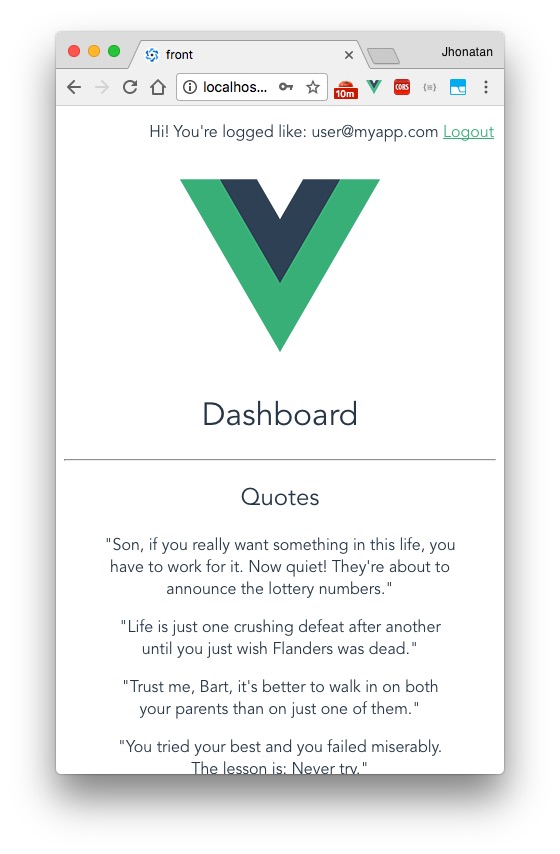 front
Jhonatan
localhos...
10m
CORS
Hi! You're logged like: user@myapp.com Logout
Dashboard
Quotes
"Son, if you really want something in this life, you
have to work for it. Now quiet! They're about to
announce the lottery numbers."
"Life is just one crushing defeat after another
until you just wish Flanders was dead."
"Trust me, Bart, it's better to walk in on both
your parents than on just one of them."
"You tried your best and you failed miserably.
The lesson is: Never try."